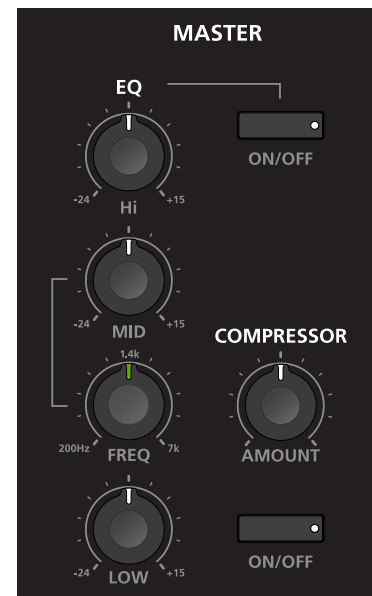 MASTER
EQ
ON/OFF
-24 Hi +15
-24 MID +15
1.4k
COMPRESSOR
200Hz FREQ 7k
AMOUNT
-24 LOW +15
ON/OFF